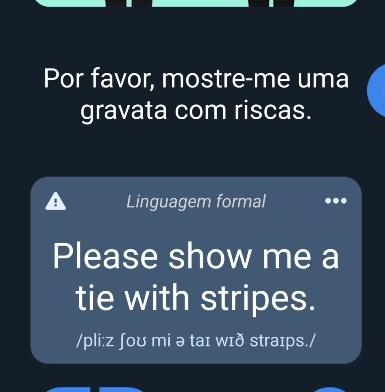 Por favor, mostre-me uma
gravata com riscas.
Linguagem formal
Please show me a
tie with stripes.
/pliːz ʃoʊ mi ə taɪ wɪð straɪps./